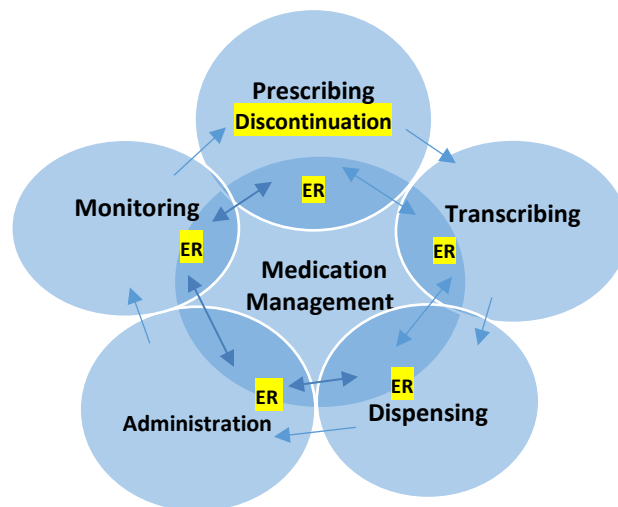 Prescribing
Discontinuation
ER
Monitoring
Transcribing
ER
ER
Medication
Management
ER
ER
Administration
Dispensing